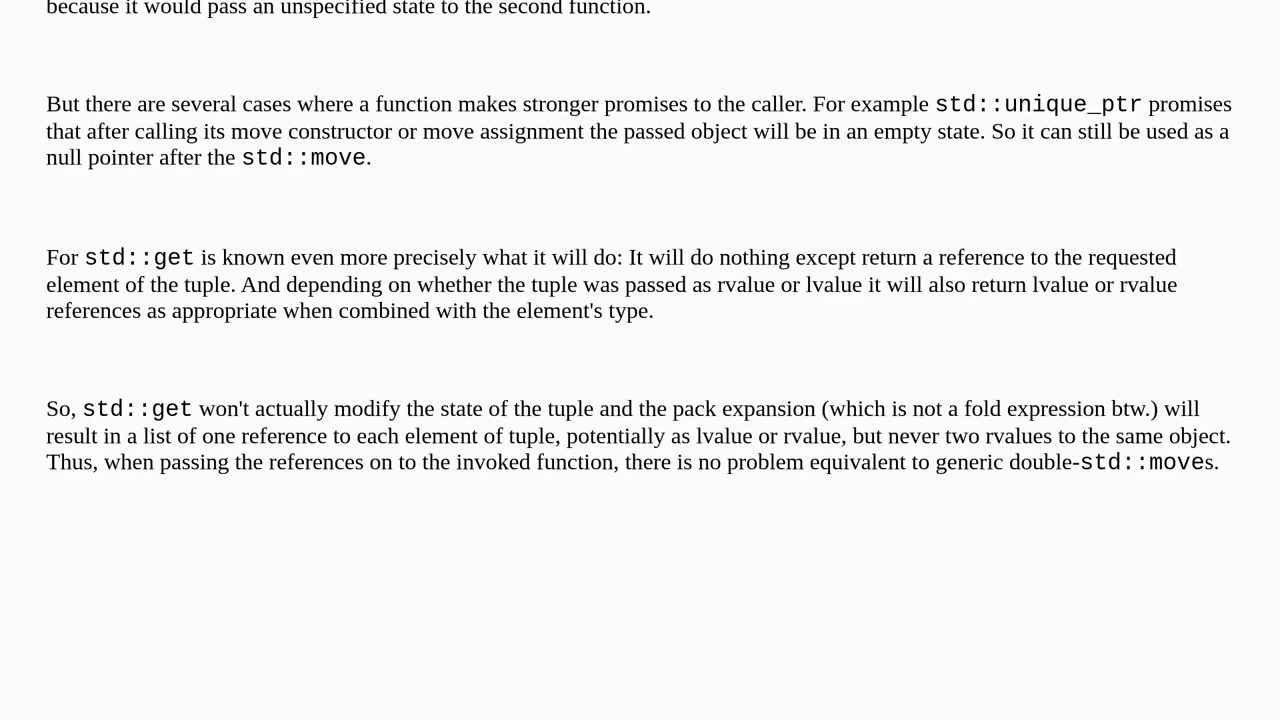 because it would pass an unspecified state to the second function.
But there are several cases where a function makes stronger promises to the caller. For example std::unique_ptr promises
that after calling its move constructor or move assignment the passed object will be in an empty state. So it can still be used as a
null pointer after the std::move.
For std::get is known even more precisely what it will do: It will do nothing except return a reference to the requested
element of the tuple. And depending on whether the tuple was passed as rvalue or lvalue it will also return lvalue or rvalue
references as appropriate when combined with the element's type.
So, std::get won't actually modify the state of the tuple and the pack expansion (which is not a fold expression btw.) will
result in a list of one reference to each element of tuple, potentially as lvalue or rvalue, but never two rvalues to the same object.
Thus, when passing the references on to the invoked function, there is no problem equivalent to generic double-std::moves.